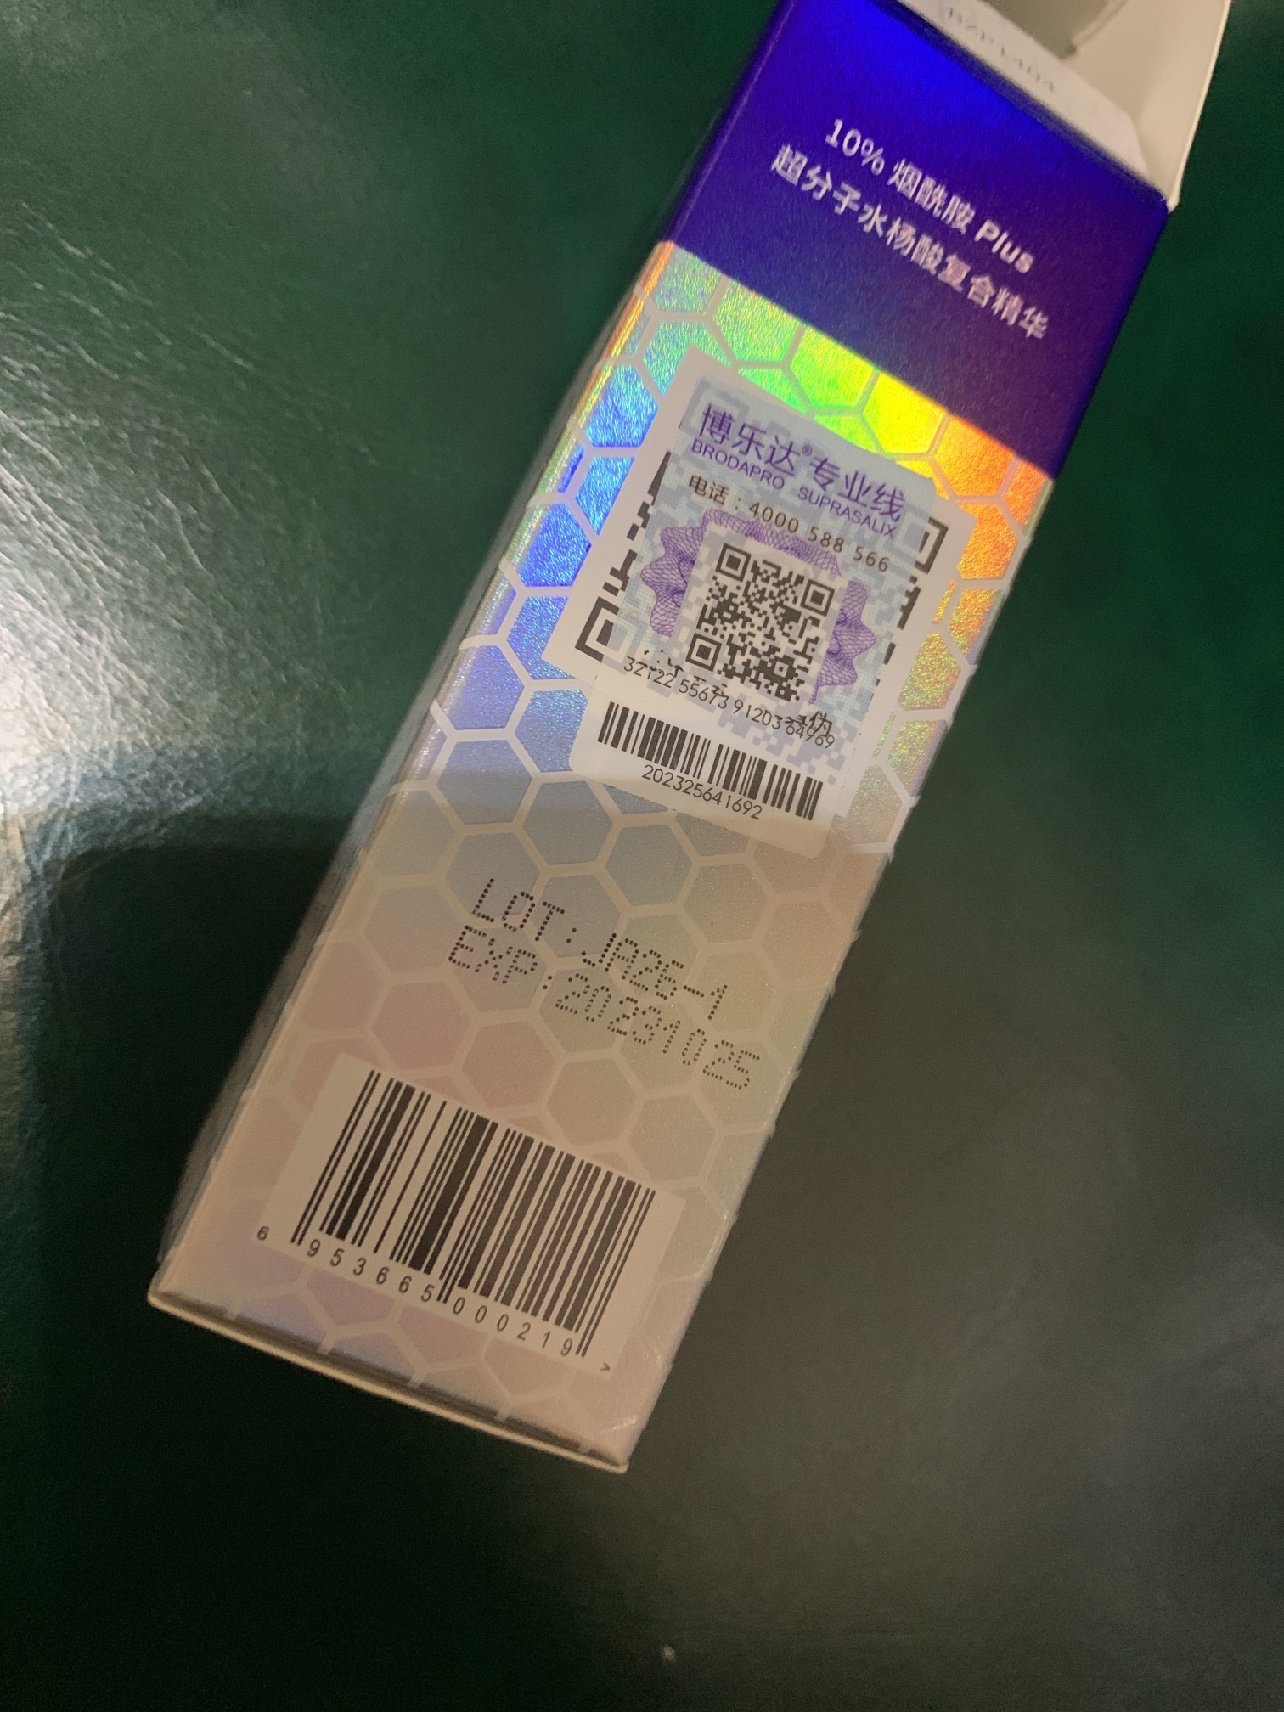 10% 烟酰胺 Plus
超分子水杨酸复合精华
博乐达®专业线
BRODAPRO SUPRASALIX
电话：4000 588 566
55673 91203 64969
202325641692
LOT:JA26-1
EXP:20231025
6 953665 000219 >